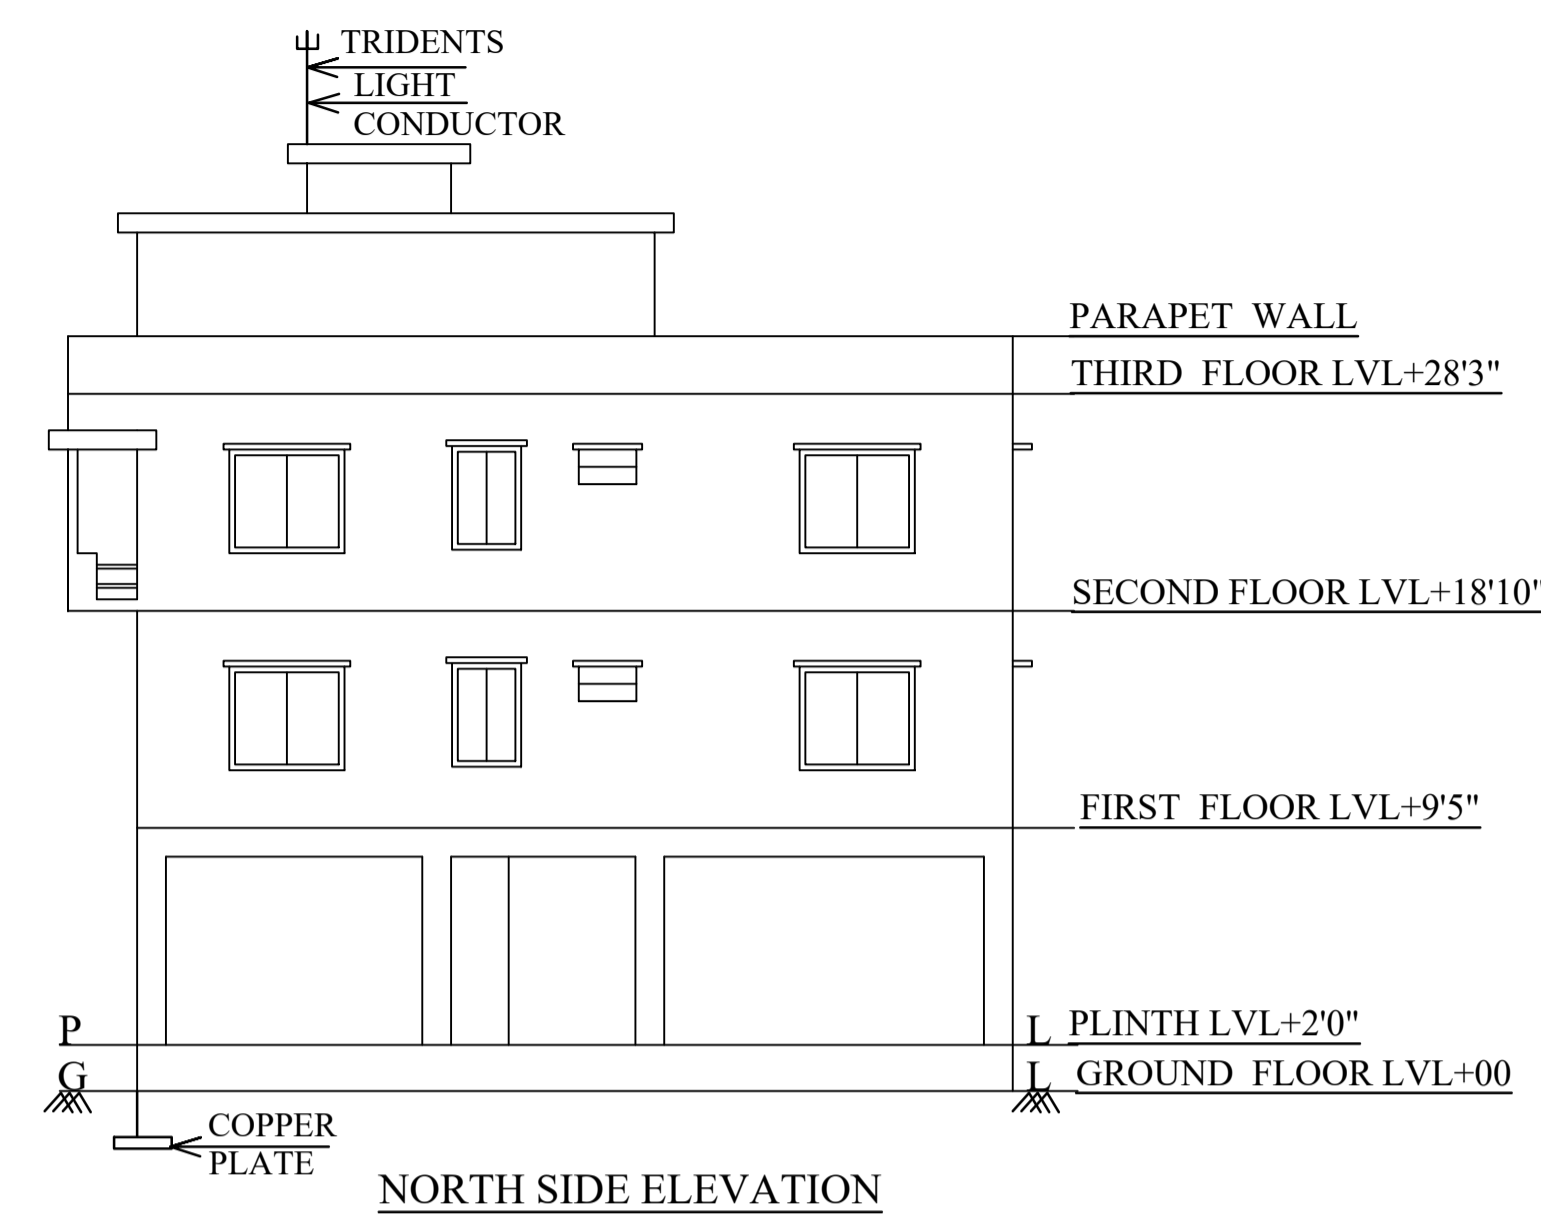 TRIDENTS
LIGHT
CONDUCTOR
PARAPET WALL
THIRD FLOOR LVL+28'3"
SECOND FLOOR LVL+18'10"
FIRST FLOOR LVL+9'5"
P L PLINTH LVL+2'0"
G L GROUND FLOOR LVL+00
COPPER
PLATE
NORTH SIDE ELEVATION